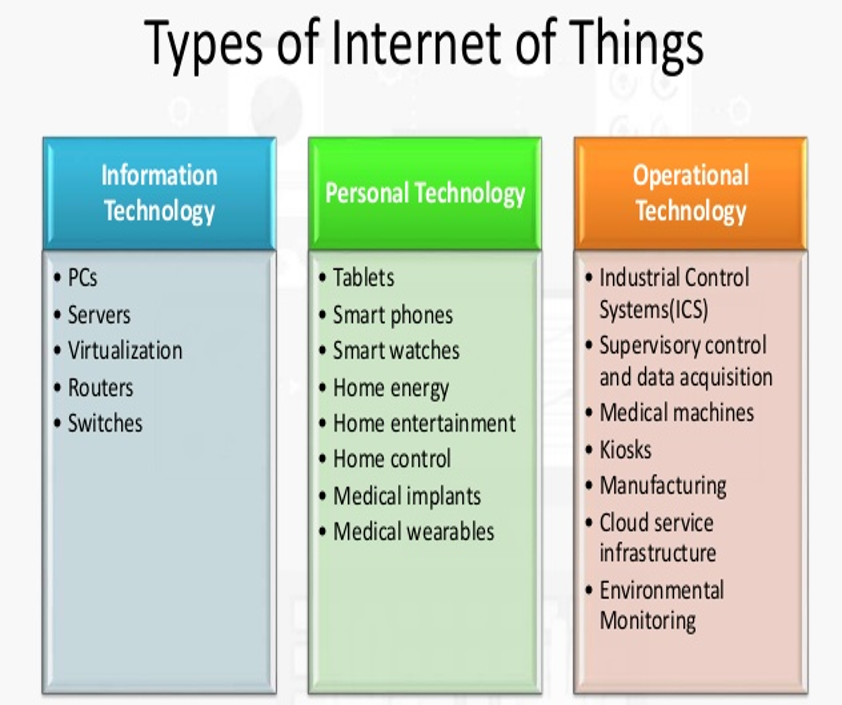 Types of Internet of Things
Information
Technology
• PCs
• Servers
• Virtualization
• Routers
• Switches
Personal Technology
• Tablets
• Smart phones
• Smart watches
• Home energy
• Home entertainment
• Home control
• Medical implants
• Medical wearables
Operational
Technology
• Industrial Control
Systems(ICS)
• Supervisory control
and data acquisition
• Medical machines
• Kiosks
• Manufacturing
• Cloud service
infrastructure
• Environmental
Monitoring